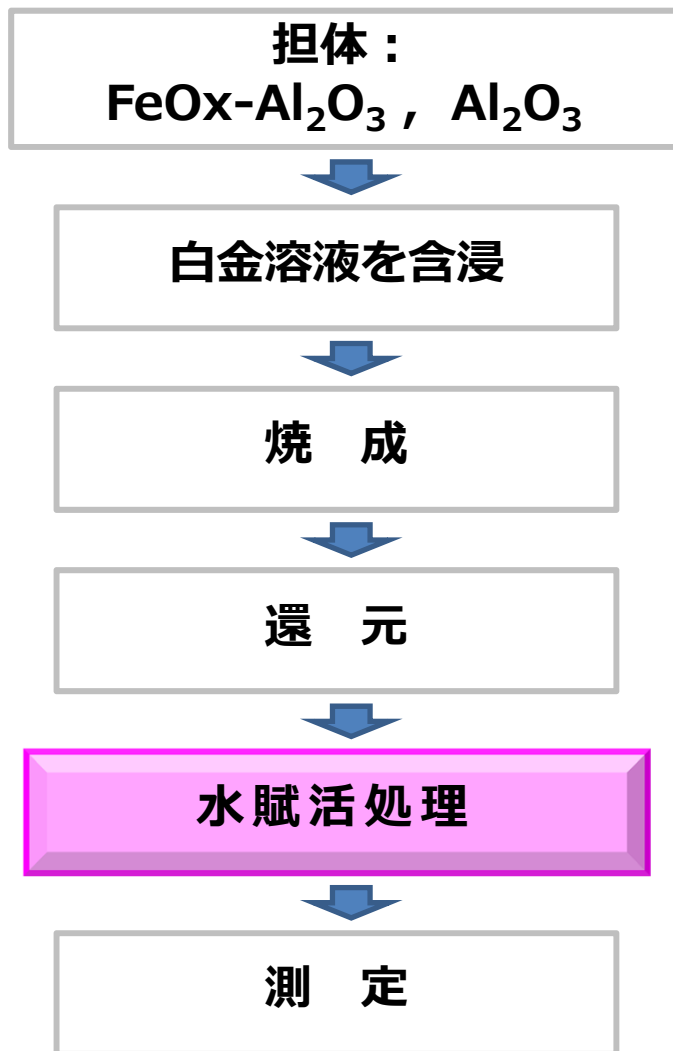 担体：
FeOx-Al₂O₃ , Al₂O₃
白金溶液を含浸
焼　成
還　元
水賦活処理
測　定